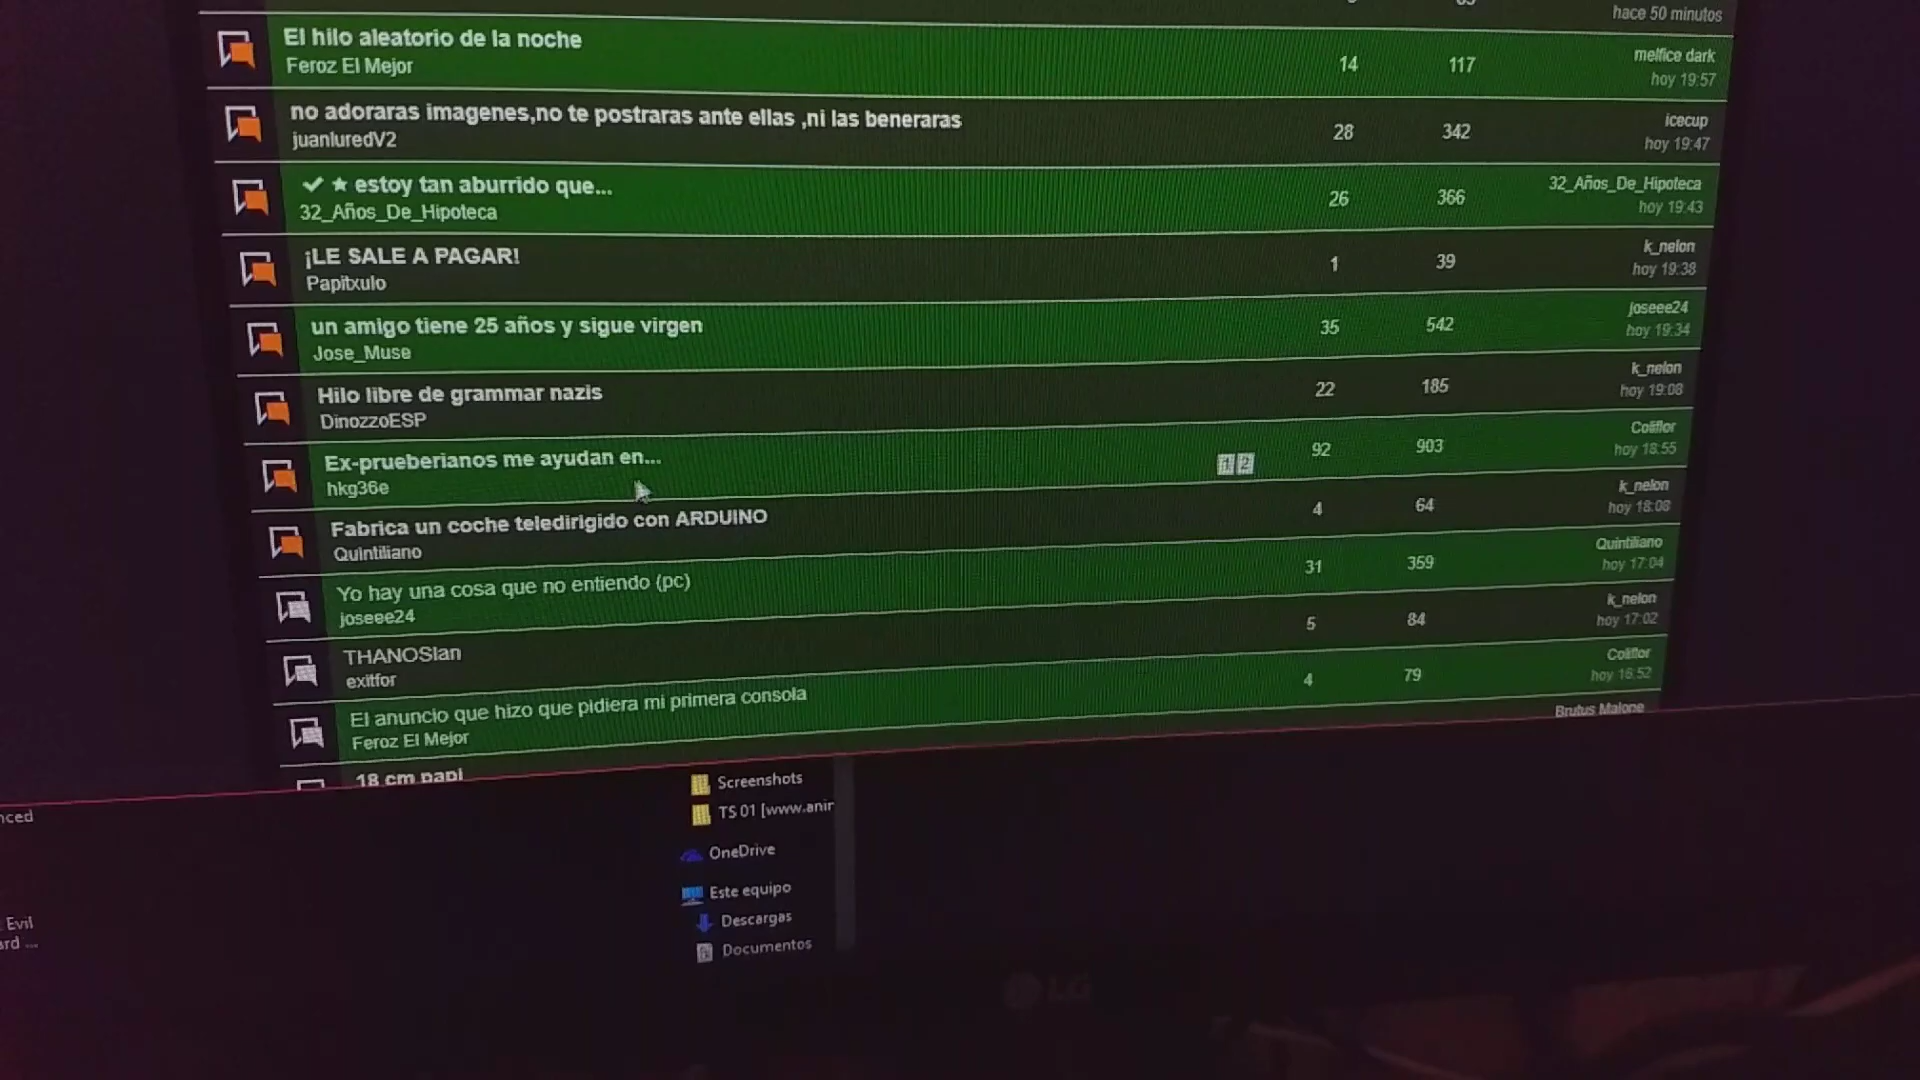 hace 50 minutos
El hilo aleatorio de la noche
Feroz El Mejor
14 117
melfice dark
hoy 19:57
no adoraras imagenes,no te postraras ante ellas ,ni las beneraras
juanluredV2
28 342
icecup
hoy 19:47
estoy tan aburrido que...
32_Años_De_Hipoteca
26 366
32_Años_De_Hipoteca
hoy 19:43
¡LE SALE A PAGAR!
Papitxulo
1 39
k_nelon
hoy 19:38
un amigo tiene 25 años y sigue virgen
Jose_Muse
35 542
joseee24
hoy 19:34
Hilo libre de grammar nazis
DinozzoESP
22 185
k_nelon
hoy 19:08
Ex-prueberianos me ayudan en...
hkg36e
1 2
92 903
Coliflor
hoy 18:55
Fabrica un coche teledirigido con ARDUINO
Quintiliano
4 64
k_nelon
hoy 18:08
Yo hay una cosa que no entiendo (pc)
joseee24
31 359
Quintiliano
hoy 17:04
THANOSlan
exitfor
5 84
k_nelon
hoy 17:02
El anuncio que hizo que pidiera mi primera consola
Feroz El Mejor
4 79
Coliflor
hoy 16:52
18 cm papi
Brutus Malone
nced
Evil
ard ...
Screenshots
TS 01 [www.anir
OneDrive
Este equipo
Descargas
Documentos
LG